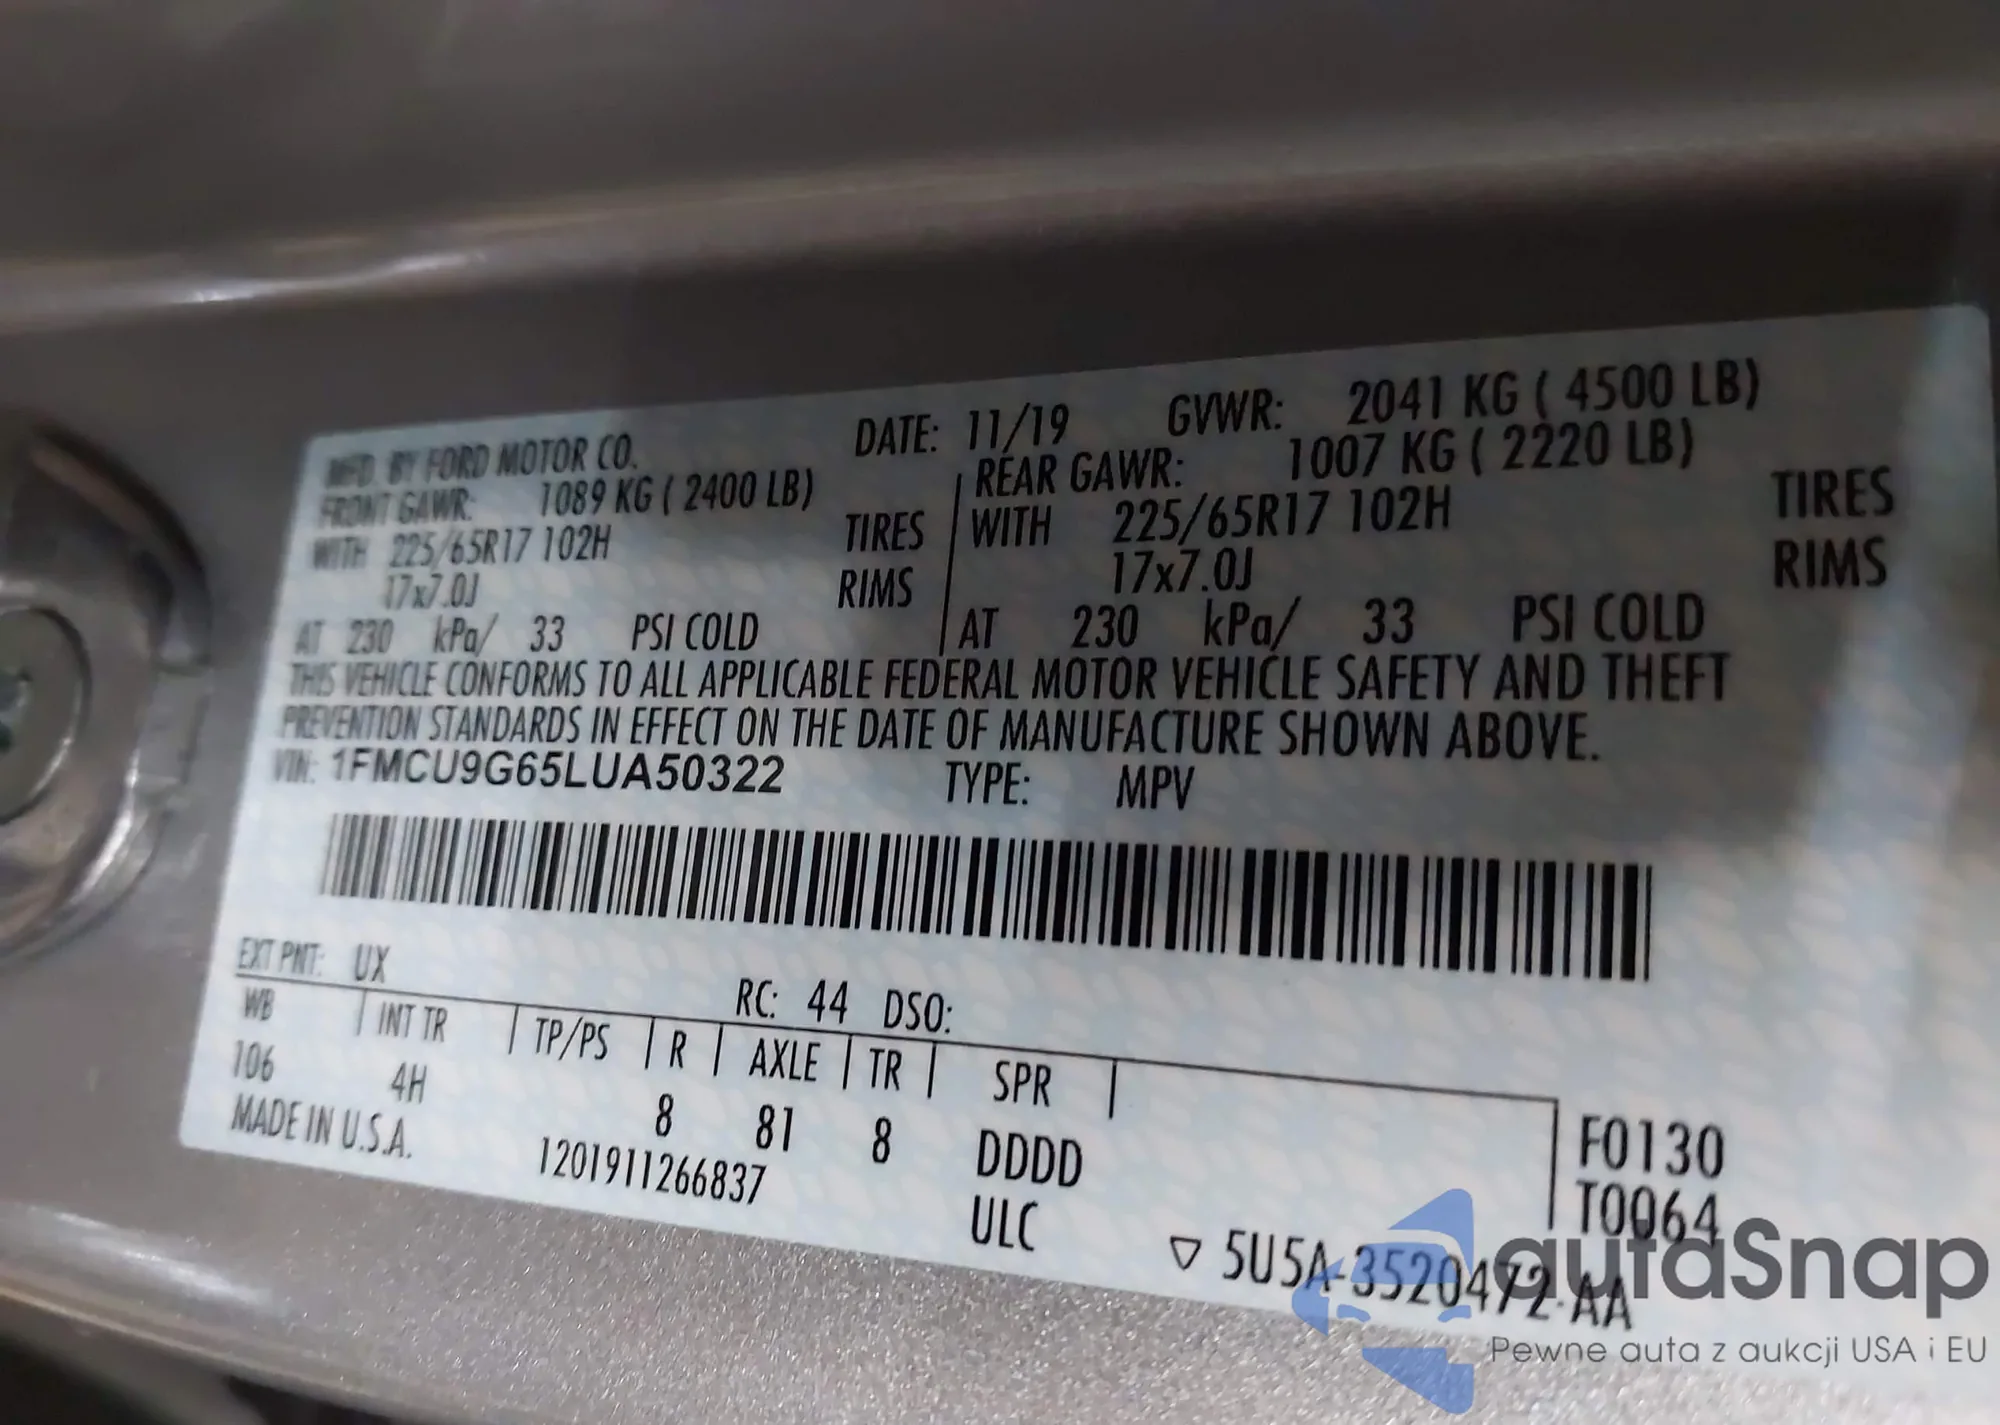 MFD. BY FORD MOTOR CO. DATE: 11/19 GVWR: 2041 KG ( 4500 LB)
FRONT GAWR: 1089 KG ( 2400 LB) REAR GAWR: 1007 KG ( 2220 LB)
WITH 225/65R17 102H TIRES WITH 225/65R17 102H TIRES
17x7.0J RIMS 17x7.0J RIMS
AT 230 kPa/ 33 PSI COLD AT 230 kPa/ 33 PSI COLD
THIS VEHICLE CONFORMS TO ALL APPLICABLE FEDERAL MOTOR VEHICLE SAFETY AND THEFT
PREVENTION STANDARDS IN EFFECT ON THE DATE OF MANUFACTURE SHOWN ABOVE.
VIN: 1FMCU9G65LUA50322 TYPE: MPV
EXT PNT: UX RC: 44 DSO:
WB INT TR TP/PS R AXLE TR SPR
106 4H 8 81 8 DDDD F0130
MADE IN U.S.A. 1201911266837 ULC T0064
▽ 5U5A-3520472-AA
autaSnap
Pewne auta z aukcji USA i EU